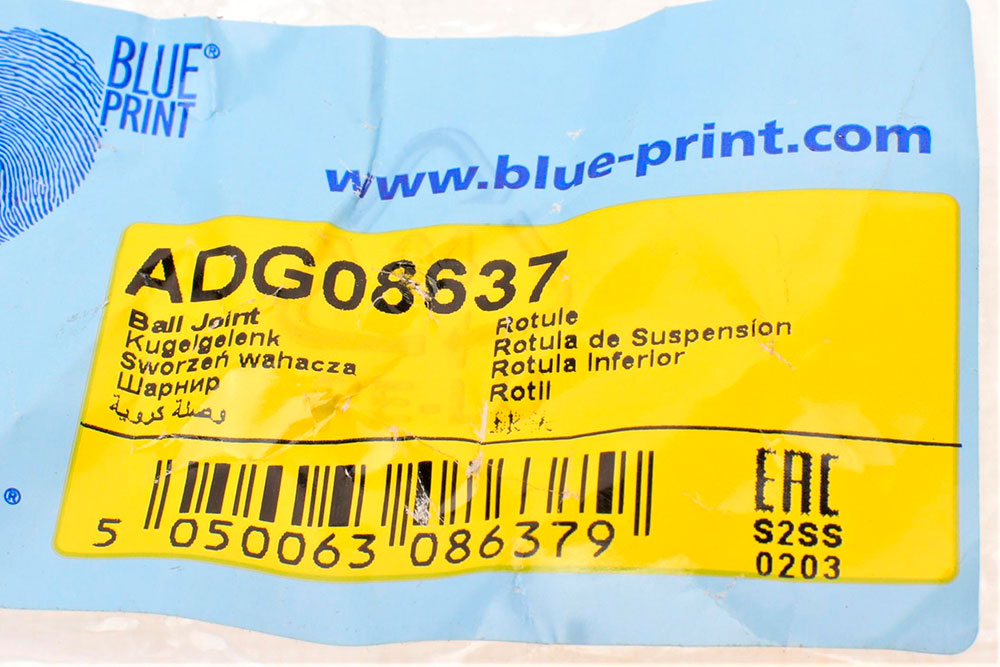 BLUE®
PRINT
www.blue-print.com
ADG08637
Ball Joint
Kugelgelenk
Sworzeń wahacza
Шарнир
وصلة كروية
Rotule
Rotula de Suspension
Rotula Inferior
Rotil
5 050063 086379
EAC
S2SS
0203
®